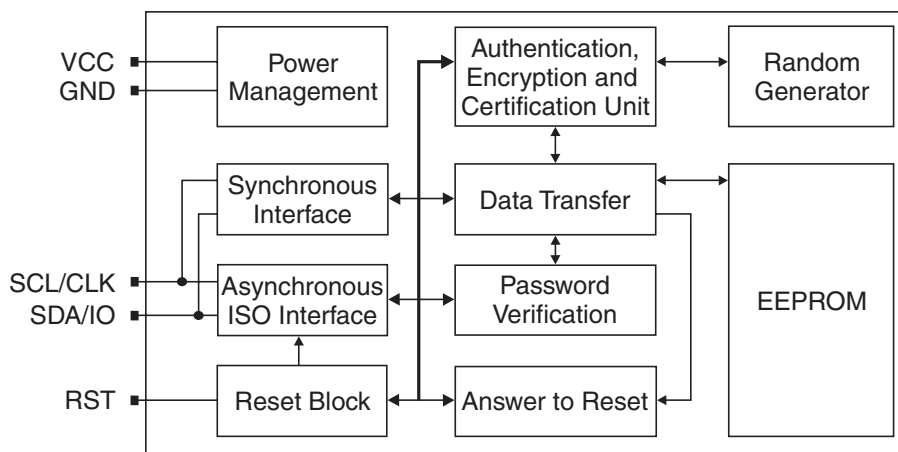 VCC
GND
Power
Management
Authentication,
Encryption and
Certification Unit
Random
Generator
Synchronous
Interface
Data Transfer
SCL/CLK
SDA/IO
Asynchronous
ISO Interface
Password
Verification
EEPROM
RST
Reset Block
Answer to Reset